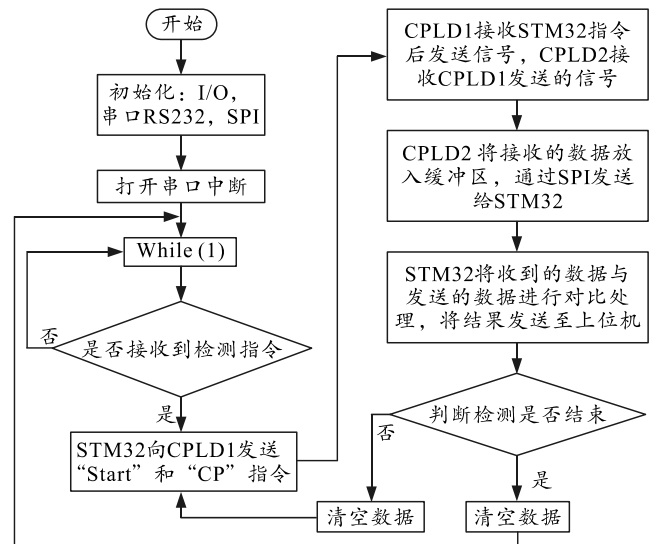 开始
初始化：I/O，
串口RS232，SPI
打开串口中断
While (1)
否
是否接收到检测指令
是
STM32向CPLD1发送
“Start”和“CP”指令
CPLD1接收STM32指令
后发送信号，CPLD2接
收CPLD1发送的信号
CPLD2 将接收的数据放
入缓冲区，通过SPI发送
给STM32
STM32将收到的数据与
发送的数据进行对比处
理，将结果发送至上位机
判断检测是否结束
否
是
清空数据
清空数据